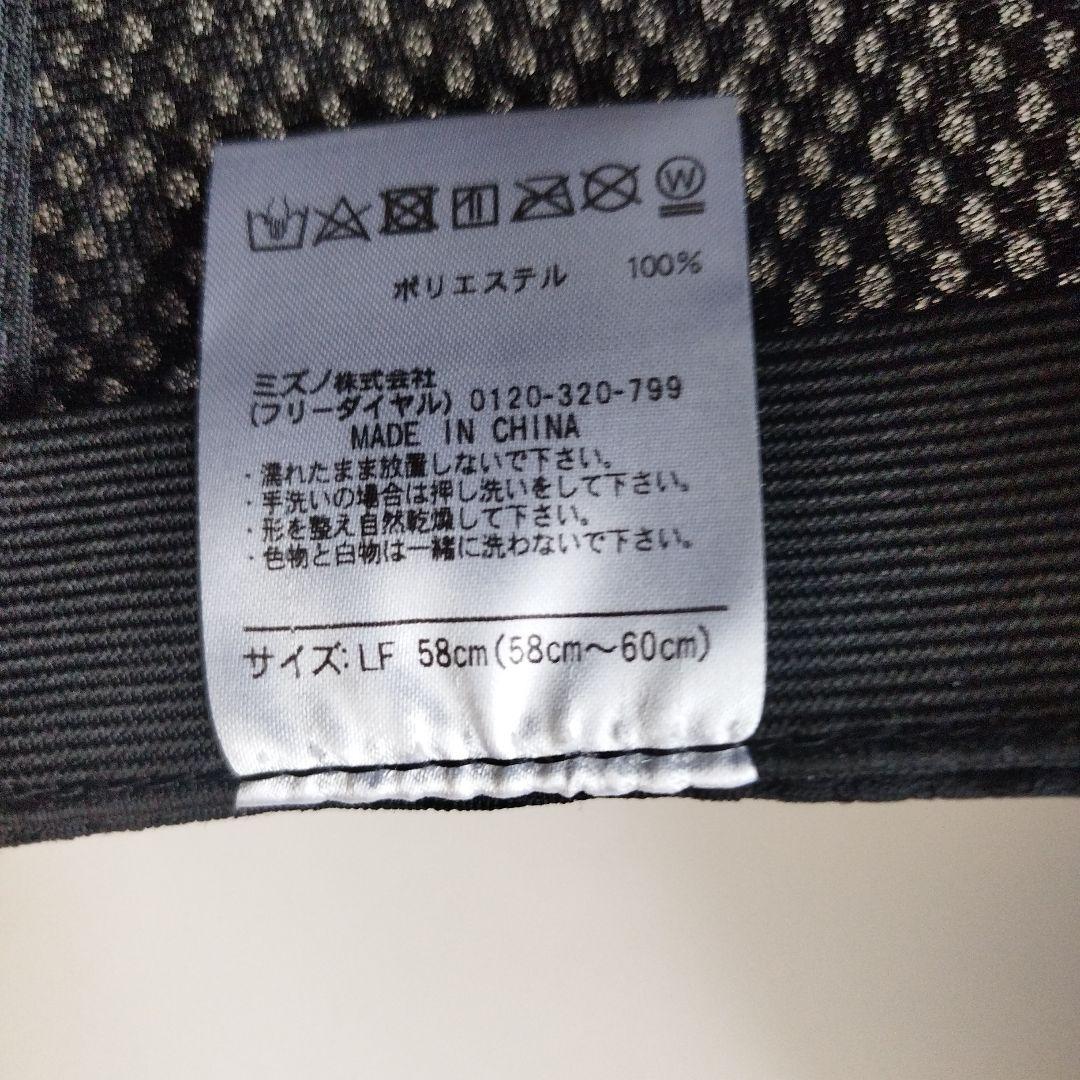 W
ポリエステル 100%
ミズノ株式会社
(フリーダイヤル) 0120-320-799
MADE IN CHINA
・濡れたまま放置しないで下さい。
・手洗いの場合は押し洗いをして下さい。
・形を整え自然乾燥して下さい。
・色物と白物は一緒に洗わないで下さい。
サイズ:LF 58cm(58cm〜60cm)